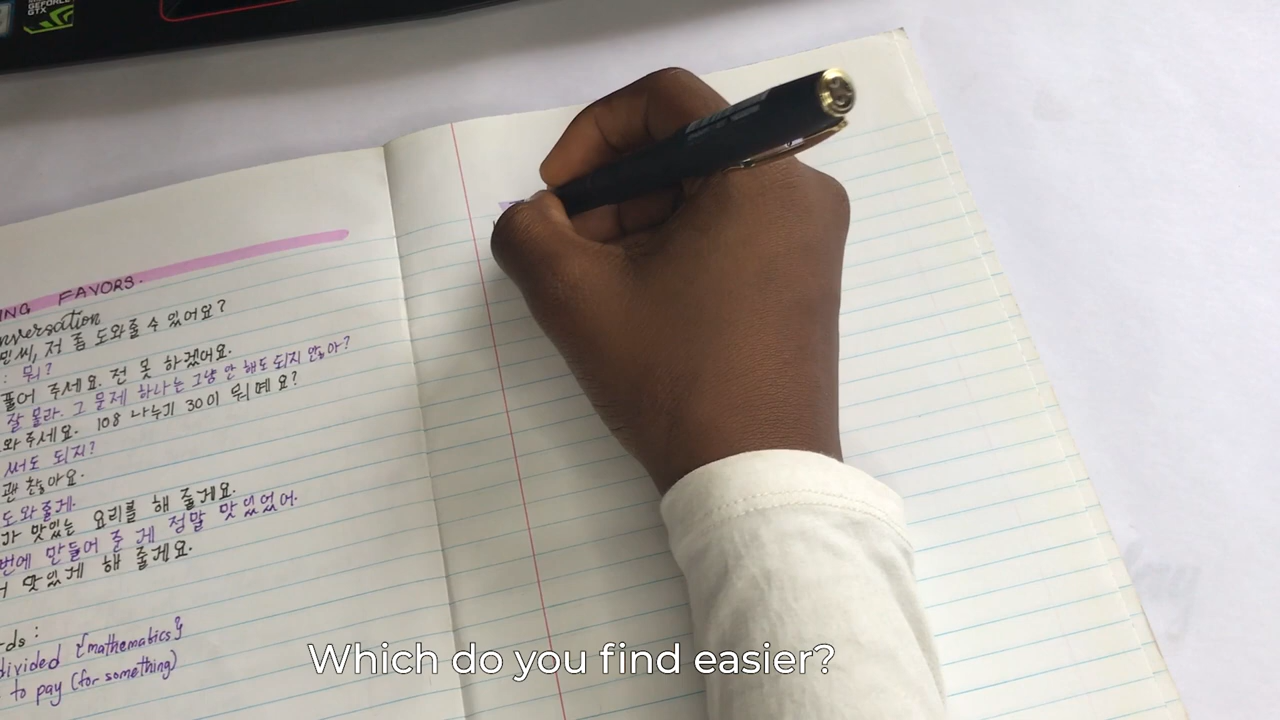 GEFORCE
GTX
ING FAVORS.
nversation
민씨, 저 좀 도와줄 수 있어요?
: 뭐?
풀어 주세요. 전 못 하겠어요.
잘 몰라. 그 문제 하나는 그냥 안 해도 되지 않아?
와주세요. 108 나누기 30이 뭐예요?
써도 되지?
괜찮아요.
도와줄게.
가 맛있는 요리를 해 줄게요.
번에 만들어 준 게 정말 맛있었어.
맛있게 해 줄게요.
rds :
divided {mathematics}
to pay (for something)
Which do you find easier?